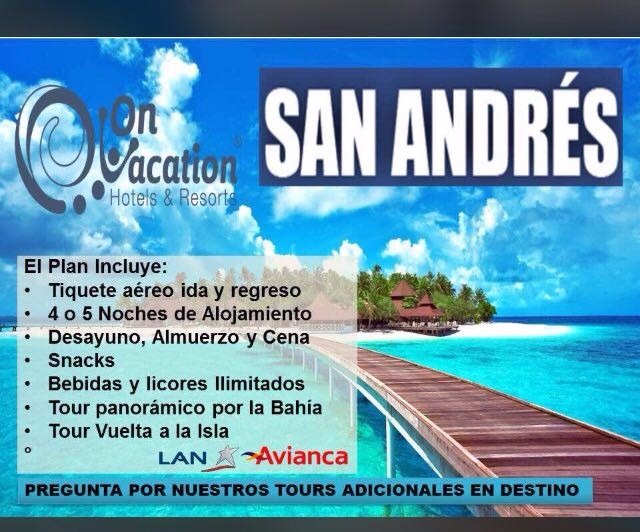 On
Vacation®
Hotels & Resorts
SAN ANDRÉS
El Plan Incluye:
• Tiquete aéreo ida y regreso
• 4 o 5 Noches de Alojamiento
• Desayuno, Almuerzo y Cena
• Snacks
• Bebidas y licores Ilimitados
• Tour panorámico por la Bahía
• Tour Vuelta a la Isla
° LAN Avianca
PREGUNTA POR NUESTROS TOURS ADICIONALES EN DESTINO